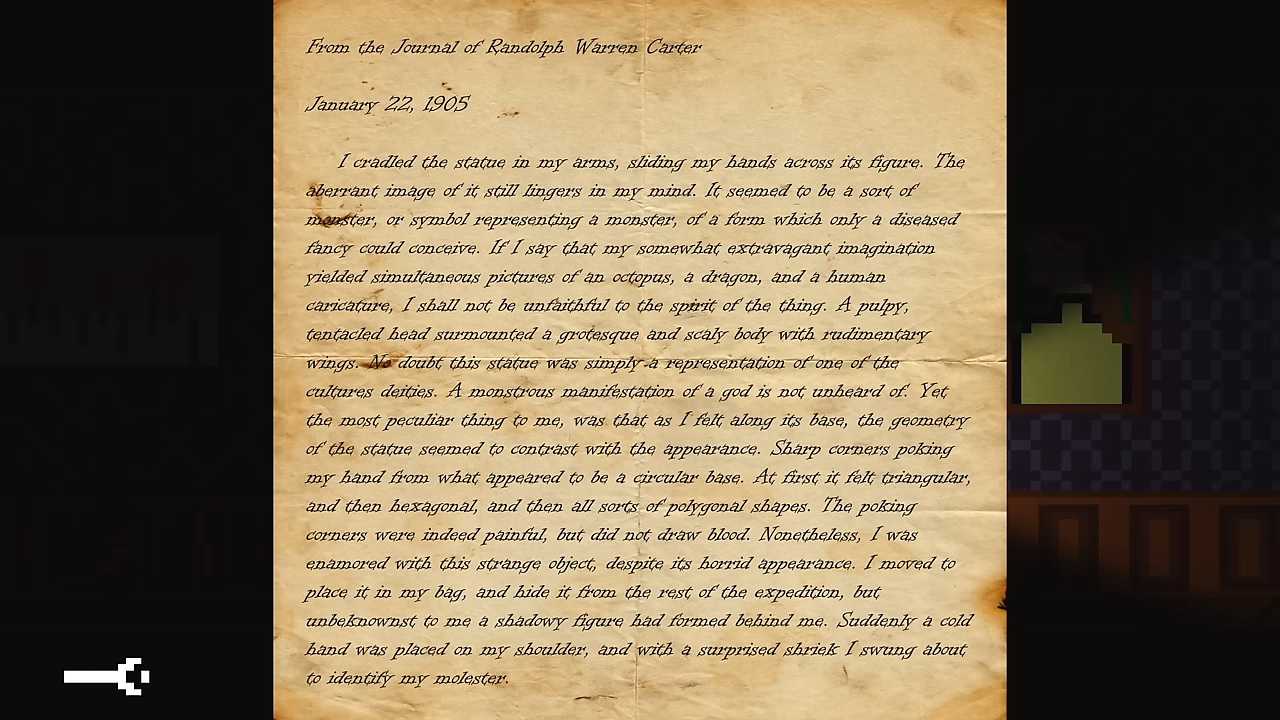 From the Journal of Randolph Warren Carter
January 22, 1905
I cradled the statue in my arms, sliding my hands across its figure. The
aberrant image of it still lingers in my mind. It seemed to be a sort of
monster, or symbol representing a monster, of a form which only a diseased
fancy could conceive. If I say that my somewhat extravagant imagination
yielded simultaneous pictures of an octopus, a dragon, and a human
caricature, I shall not be unfaithful to the spirit of the thing. A pulpy,
tentacled head surmounted a grotesque and scaly body with rudimentary
wings. No doubt this statue was simply a representation of one of the
cultures deities. A monstrous manifestation of a god is not unheard of. Yet
the most peculiar thing to me, was that as I felt along its base, the geometry
of the statue seemed to contrast with the appearance. Sharp corners poking
my hand from what appeared to be a circular base. At first it felt triangular,
and then hexagonal, and then all sorts of polygonal shapes. The poking
corners were indeed painful, but did not draw blood. Nonetheless, I was
enamored with this strange object, despite its horrid appearance. I moved to
place it in my bag, and hide it from the rest of the expedition, but
unbeknownst to me a shadowy figure had formed behind me. Suddenly a cold
hand was placed on my shoulder, and with a surprised shriek I swung about
to identify my molester.